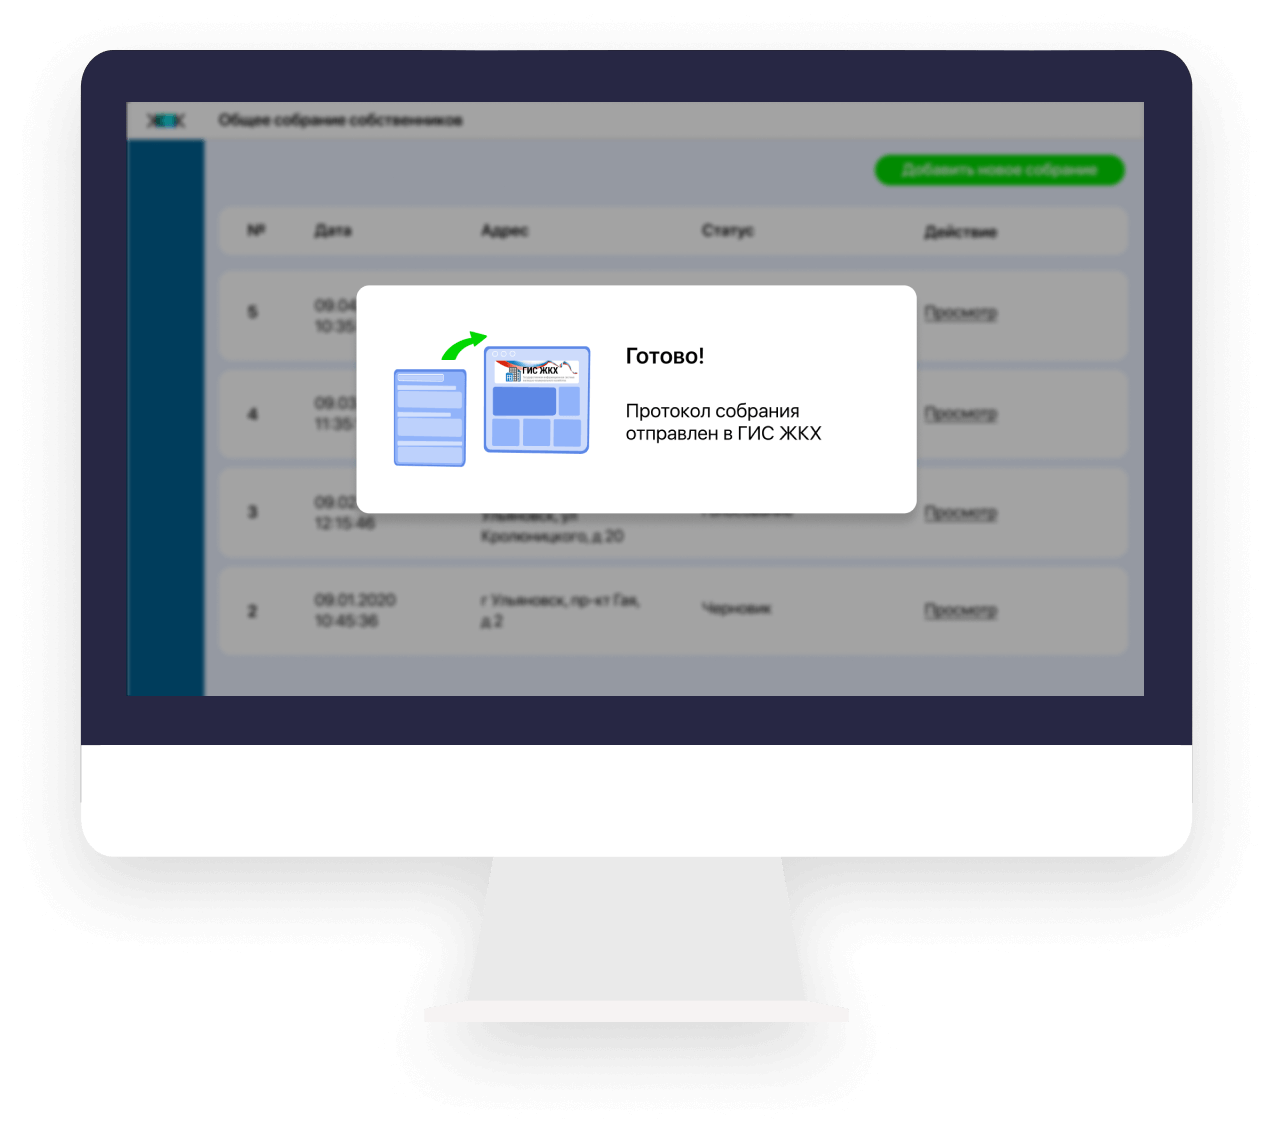 Общее собрание собственников
Добавить новое собрание
№ Дата Адрес Статус Действие
5 09.04 Просмотр
10:35
4 09.03 Просмотр
11:35
3 09.02 Просмотр
12:15:46
Ульяновск, ул
Кролюницкого, д 20
2 09.01.2020 г Ульяновск, пр-кт Гая, Черновик Просмотр
10:45:36 д 2
ГИС ЖКХ
Готово!
Протокол собрания
отправлен в ГИС ЖКХ